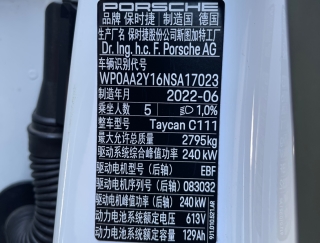 PORSCHE
品牌 保时捷 制造国 德国
生产厂名 保时捷股份公司斯图加特工厂
Dr. Ing. h.c. F. Porsche AG
车辆识别代号
WP0AA2Y16NSA17023
制造年月 2022-06
乘坐人数 5 1,0%
整车型号 Taycan C111
最大允许总质量 2795kg
驱动系统综合峰值功率 240 kW
驱动电机型号(后轴) EBF
驱动电机序列号(后轴) 083032
驱动电机峰值功率(后轴) 240 kW
动力电池系统额定电压 613V
动力电池系统额定容量 129Ah